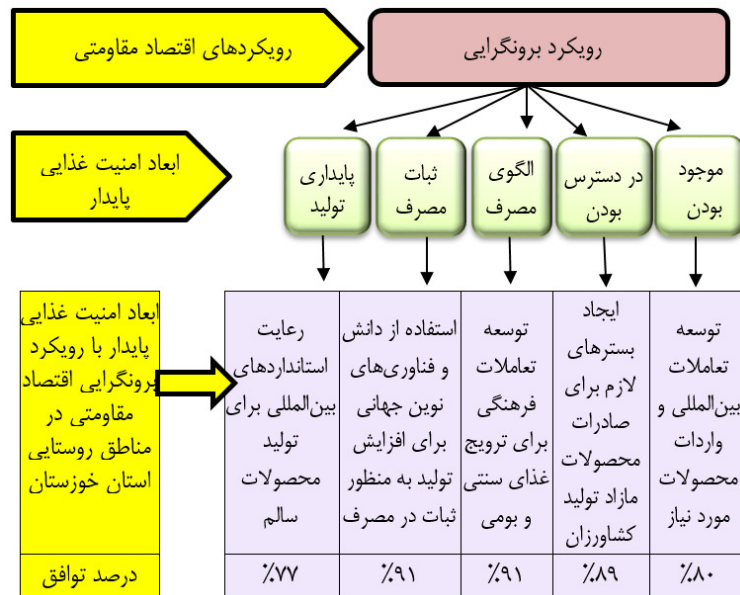 رویکردهای اقتصاد مقاومتی
رویکرد برونگرایی
ابعاد امنیت غذایی
پایدار
موجود
بودن
در دسترس
بودن
الگوی
مصرف
ثبات
مصرف
پایداری
تولید
ابعاد امنیت غذایی
پایدار با رویکرد
برونگرایی اقتصاد
مقاومتی در
مناطق روستایی
استان خوزستان
توسعه
تعاملات
بین‌المللی و
واردات
محصولات
مورد نیاز
ایجاد
بسترهای
لازم برای
صادرات
محصولات
مازاد تولید
کشاورزان
توسعه
تعاملات
فرهنگی
برای ترویج
غذای سنتی
و بومی
استفاده از دانش
و فناوری‌های
نوین جهانی
برای افزایش
تولید به منظور
ثبات در مصرف
رعایت
استانداردهای
بین‌المللی برای
تولید
محصولات
سالم
درصد توافق
٪۸۰
٪۸۹
٪۹۱
٪۹۱
٪۷۷